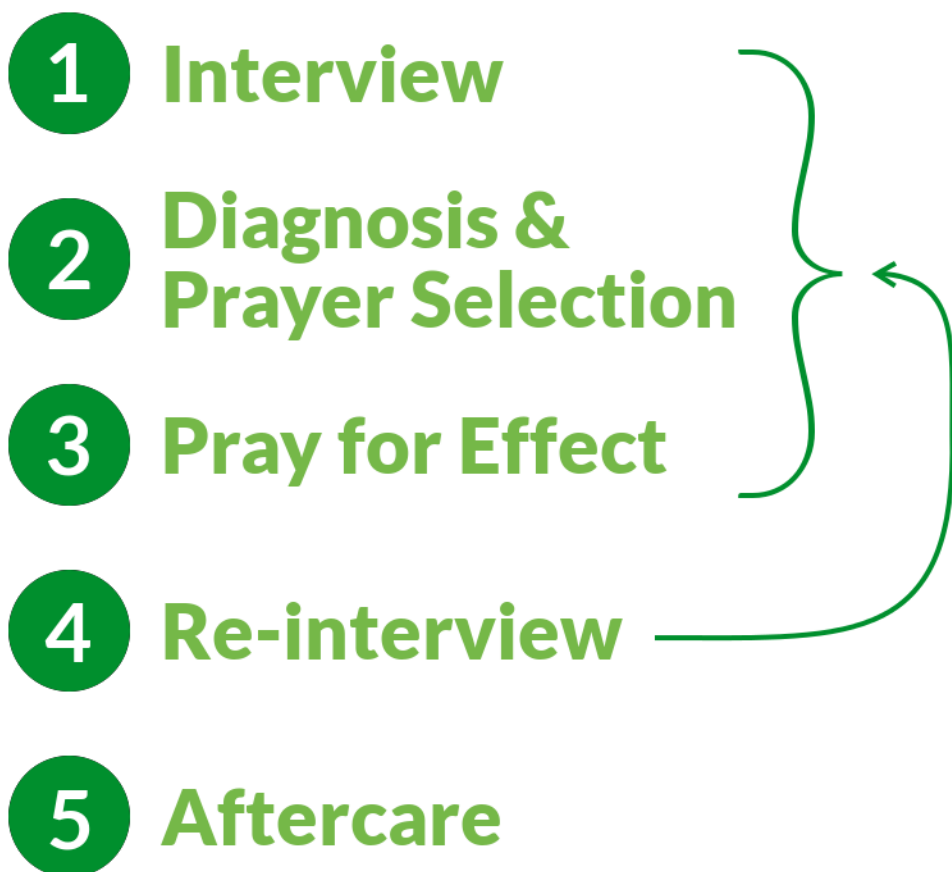 1 Interview
2 Diagnosis &
Prayer Selection
3 Pray for Effect
4 Re-interview
5 Aftercare